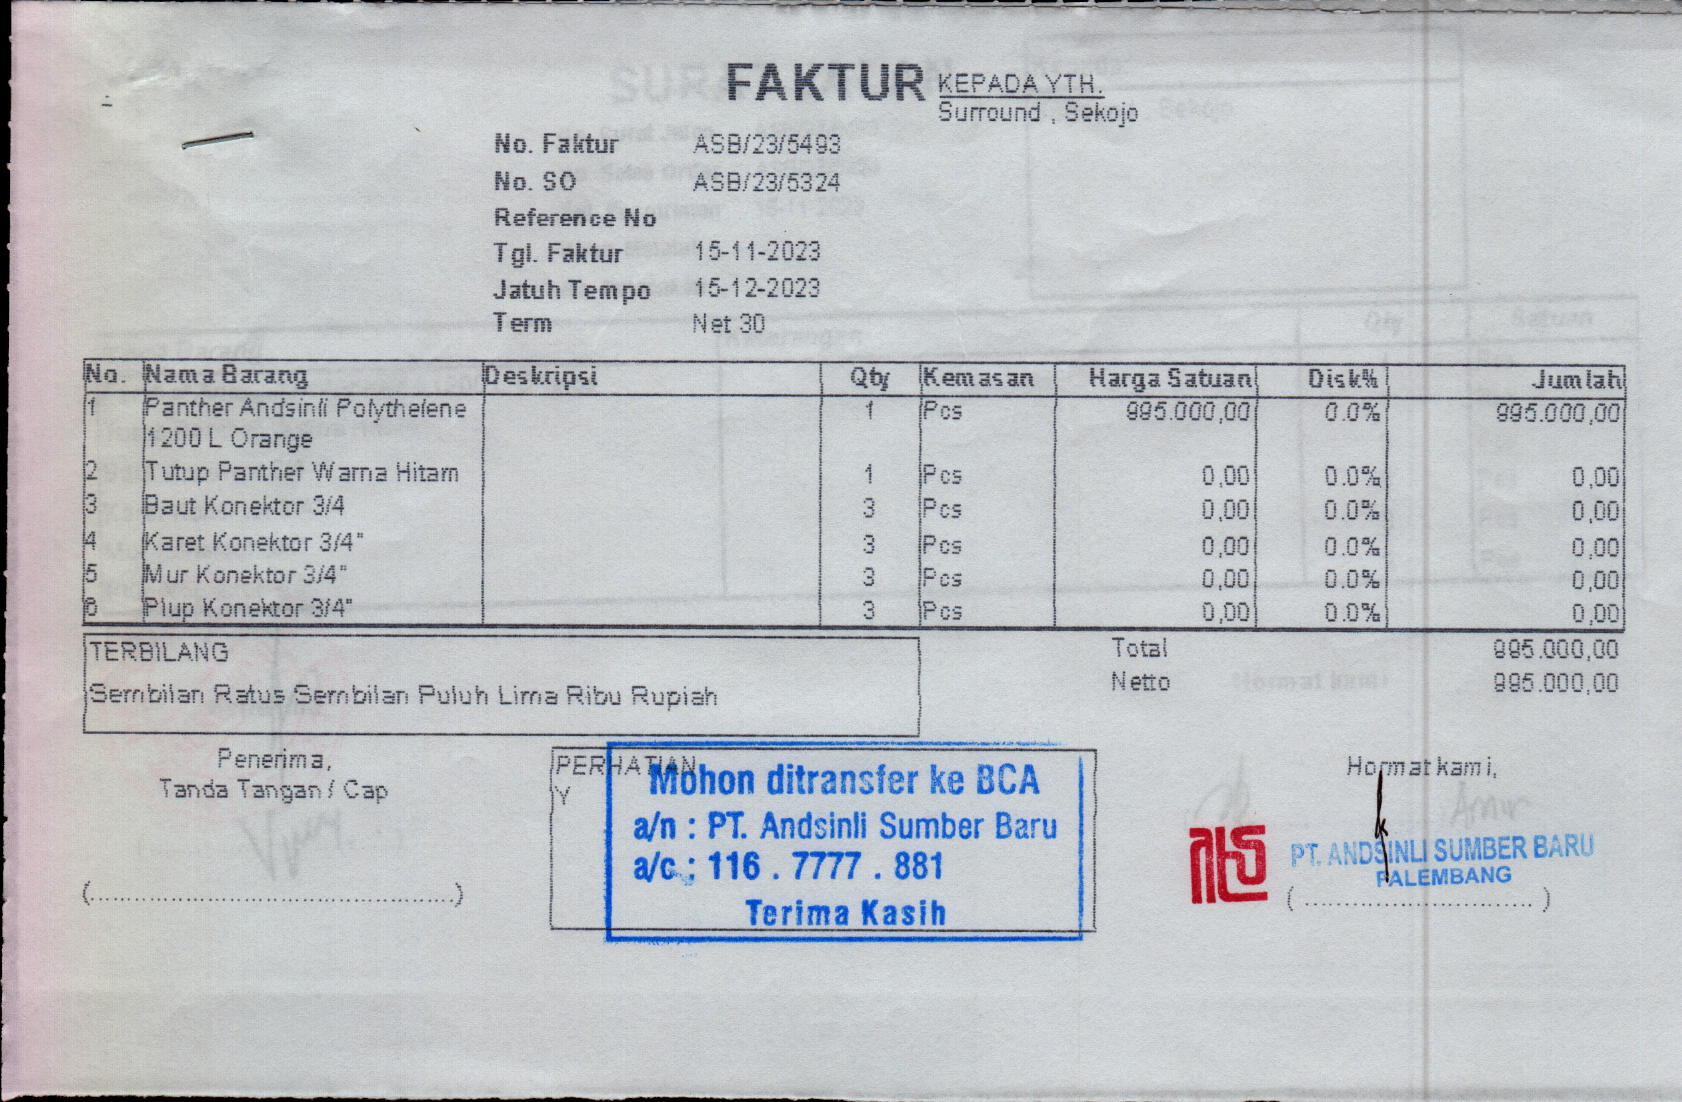 FAKTUR
KEPADA YTH.
Surround , Sekojo
No. Faktur ASB/23/5493
No. SO ASB/23/5324
Reference No
Tgl. Faktur 15-11-2023
Jatuh Tempo 15-12-2023
Term Net 30
No. Nama Barang Deskripsi Qty Kemasan Harga Satuan Disk% Jumlah
1 Panther Andsinli Polythelene 1 Pcs 995.000,00 0.0% 995.000,00
1200 L Orange
2 Tutup Panther Warna Hitam 1 Pcs 0,00 0.0% 0,00
3 Baut Konektor 3/4 3 Pcs 0,00 0.0% 0,00
4 Karet Konektor 3/4" 3 Pcs 0,00 0.0% 0,00
5 Mur Konektor 3/4" 3 Pcs 0,00 0.0% 0,00
6 Plup Konektor 3/4" 3 Pcs 0,00 0.0% 0,00
TERBILANG
Sembilan Ratus Sembilan Puluh Lima Ribu Rupiah
Total 995.000,00
Netto 995.000,00
Penerima,
Tanda Tangan / Cap
(..............................................)
PERHATIAN
Y
Mohon ditransfer ke BCA
a/n : PT. Andsinli Sumber Baru
a/c : 116 . 7777 . 881
Terima Kasih
Hormat kami,
PT. ANDSINLI SUMBER BARU
PALEMBANG
( ............................. )